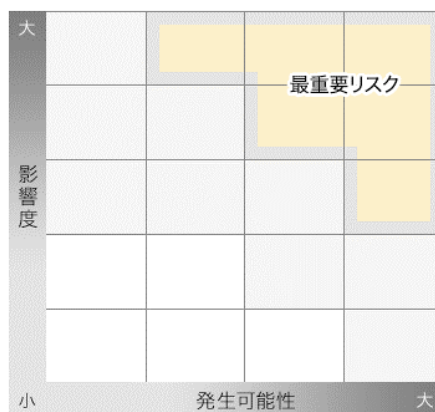 大
最重要リスク
影響度
小
発生可能性
大